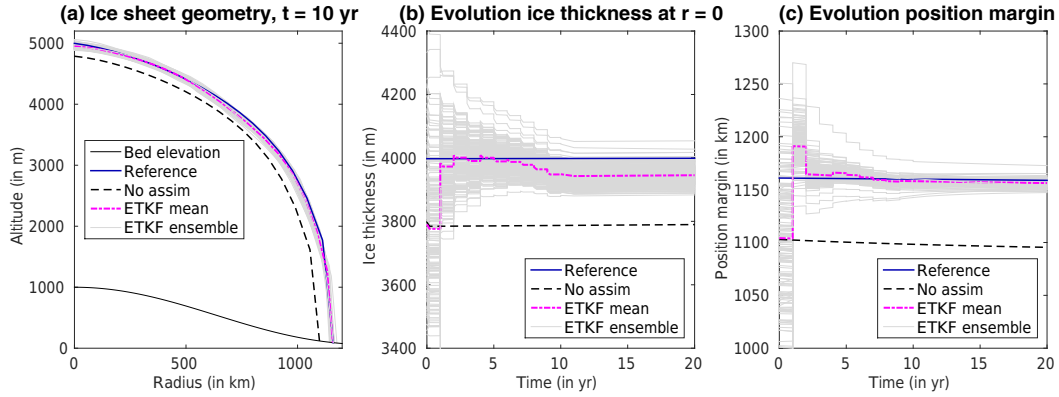 (a) Ice sheet geometry, t = 10 yr
5000
4000
3000
2000
1000
0
Altitude (in m)
0
500
1000
Radius (in km)
Bed elevation
Reference
No assim
ETKF mean
ETKF ensemble
(b) Evolution ice thickness at r = 0
4400
4200
4000
3800
3600
3400
Ice thickness (in m)
0
5
10
15
20
Time (in yr)
Reference
No assim
ETKF mean
ETKF ensemble
(c) Evolution position margin
1300
1250
1200
1150
1100
1050
1000
Position margin (in km)
0
5
10
15
20
Time (in yr)
Reference
No assim
ETKF mean
ETKF ensemble